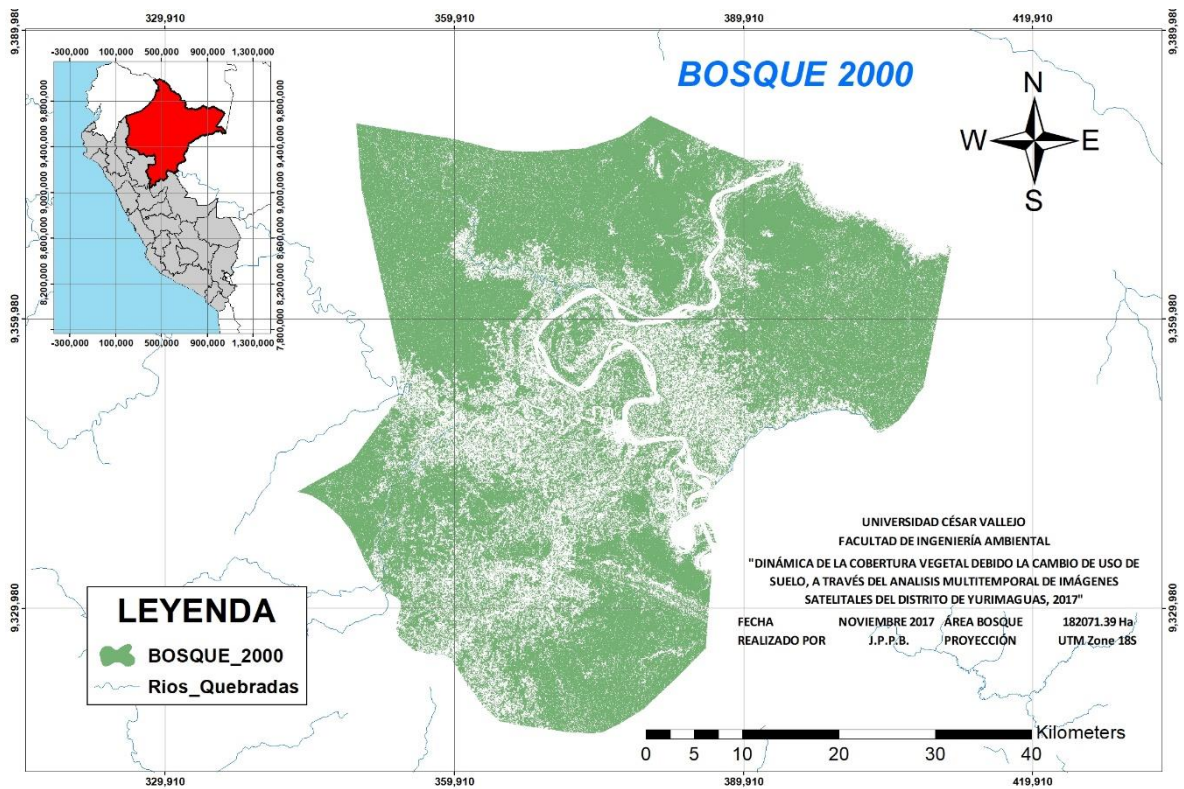 329,910 359,910 389,910 419,910
9,389,980 9,389,980
-300,000 100,000 500,000 900,000 1,300,000
BOSQUE 2000
N
W E
S
9,800,000 9,800,000
9,400,000 9,400,000
9,000,000 9,000,000
8,600,000 8,600,000
8,200,000 8,200,000
7,800,000
-300,000 100,000 500,000 900,000 1,300,000
9,359,980 9,359,980
UNIVERSIDAD CÉSAR VALLEJO
FACULTAD DE INGENIERÍA AMBIENTAL
"DINÁMICA DE LA COBERTURA VEGETAL DEBIDO LA CAMBIO DE USO DE
SUELO, A TRAVÉS DEL ANALISIS MULTITEMPORAL DE IMÁGENES
SATELITALES DEL DISTRITO DE YURIMAGUAS, 2017"
FECHA NOVIEMBRE 2017 ÁREA BOSQUE 182071.39 Ha
REALIZADO POR J.P.P.B. PROYECCIÓN UTM Zone 18S
9,329,980 9,329,980
LEYENDA
BOSQUE_2000
Rios_Quebradas
Kilometers
0 5 10 20 30 40
329,910 359,910 389,910 419,910